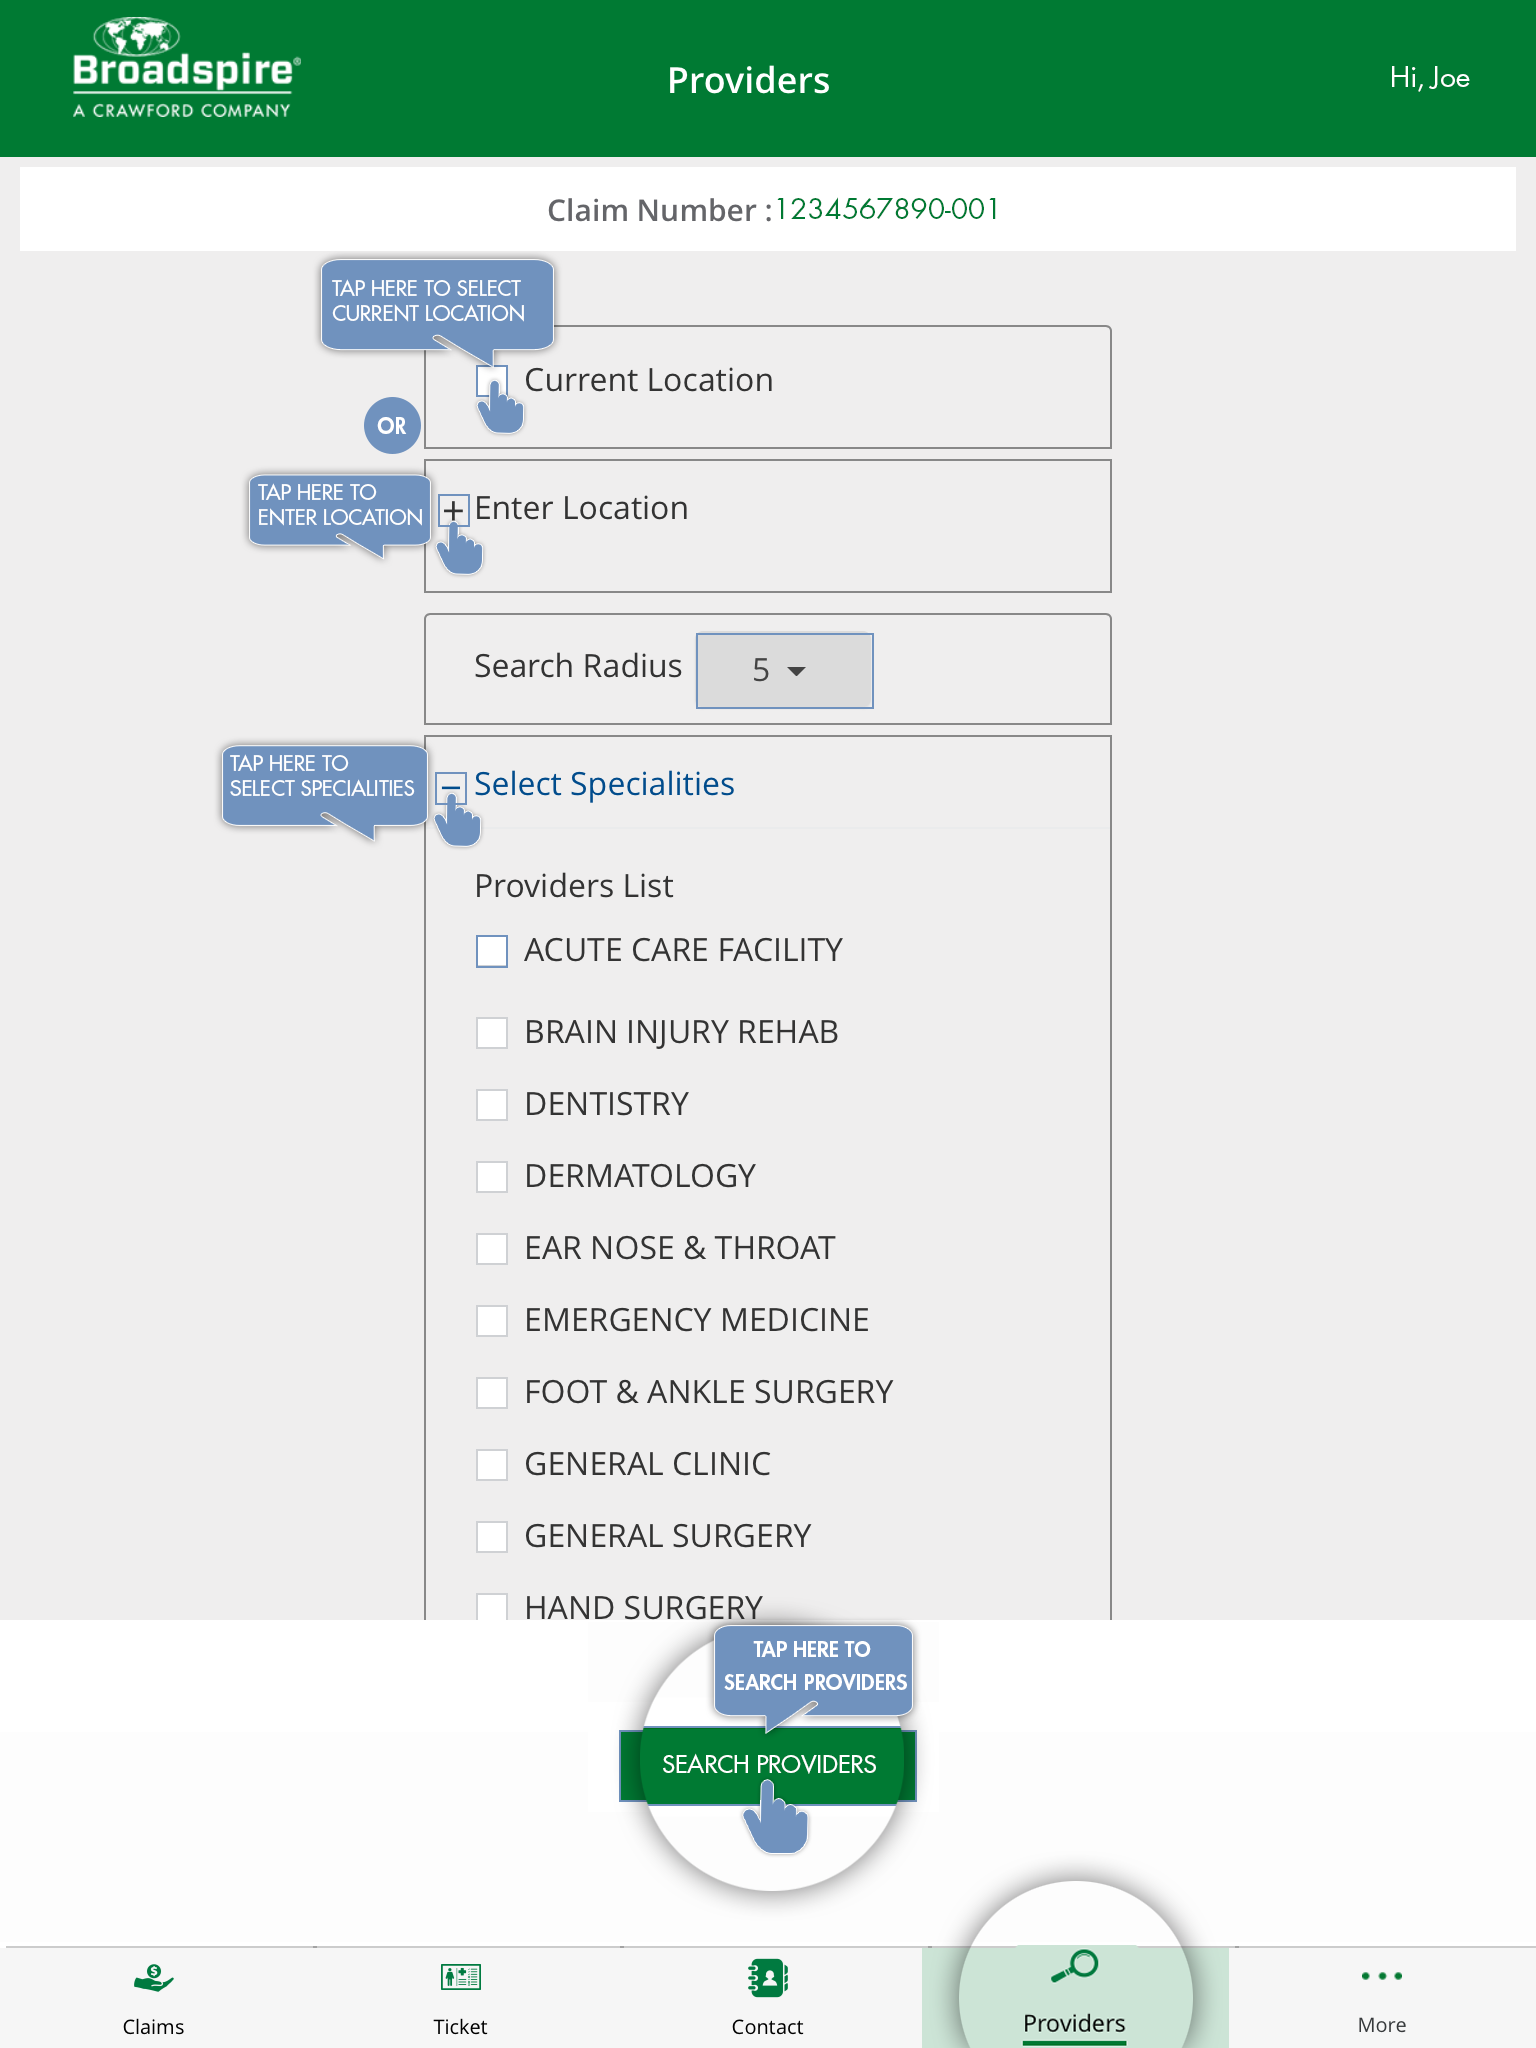 Broadspire®
A CRAWFORD COMPANY
Providers
Hi, Joe
Claim Number : 1234567890-001
TAP HERE TO SELECT
CURRENT LOCATION
Current Location
OR
TAP HERE TO
ENTER LOCATION
Enter Location
Search Radius 5
TAP HERE TO
SELECT SPECIALITIES
Select Specialities
Providers List
ACUTE CARE FACILITY
BRAIN INJURY REHAB
DENTISTRY
DERMATOLOGY
EAR NOSE & THROAT
EMERGENCY MEDICINE
FOOT & ANKLE SURGERY
GENERAL CLINIC
GENERAL SURGERY
HAND SURGERY
TAP HERE TO
SEARCH PROVIDERS
SEARCH PROVIDERS
Claims
Ticket
Contact
Providers
More